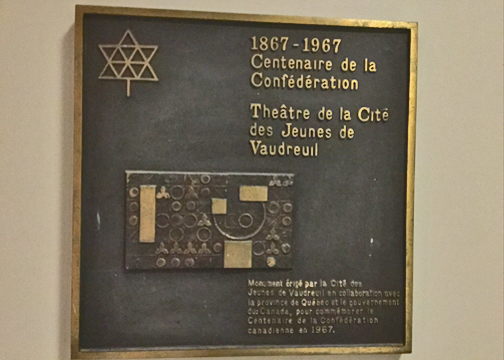 1867-1967
Centenaire de la
Confédération
Theâtre de la Cité
des Jeunes de
Vaudreuil
Monument érigé par la Cité des
Jeunes de Vaudreuil en collaboration avec
la province de Québec et le gouvernement
du Canada, pour commémorer le
Centenaire de la Confédération
canadienne en 1967.